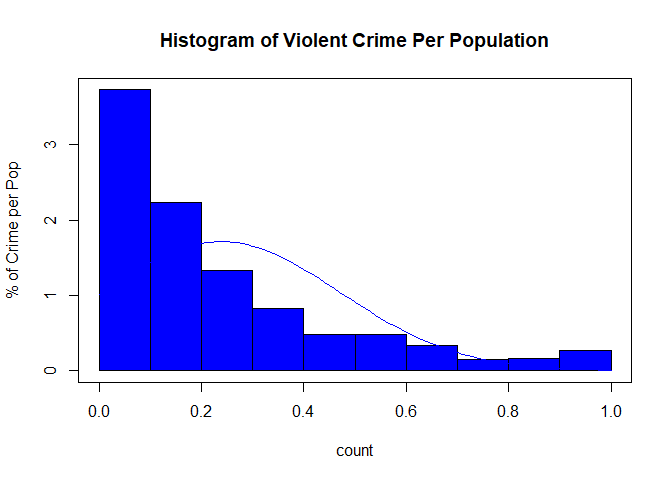 Histogram of Violent Crime Per Population
% of Crime per Pop
3
2
1
0
0.0 0.2 0.4 0.6 0.8 1.0
count